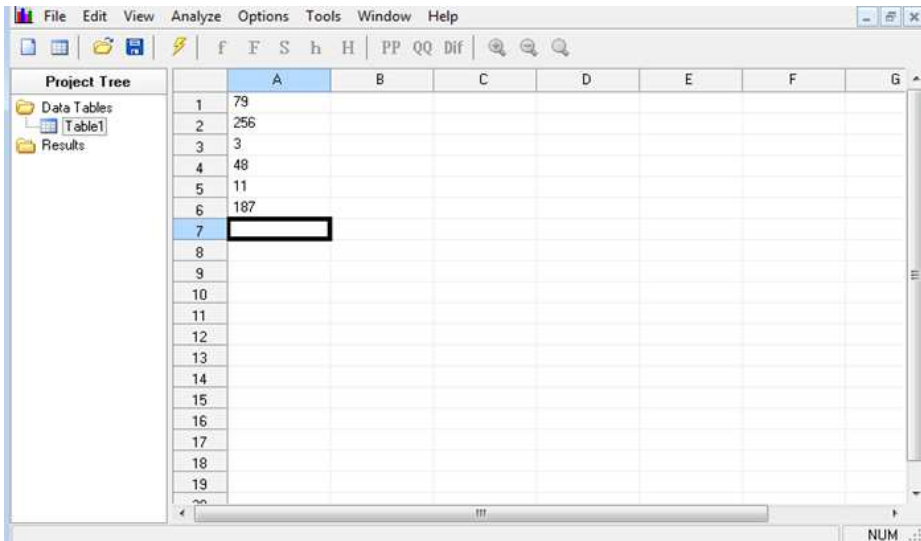 File Edit View Analyze Options Tools Window Help
f F S h H PP QQ Dif
Project Tree
Data Tables
Table1
Results
A B C D E F G
1 79
2 256
3 3
4 48
5 11
6 187
7
8
9
10
11
12
13
14
15
16
17
18
19
NUM